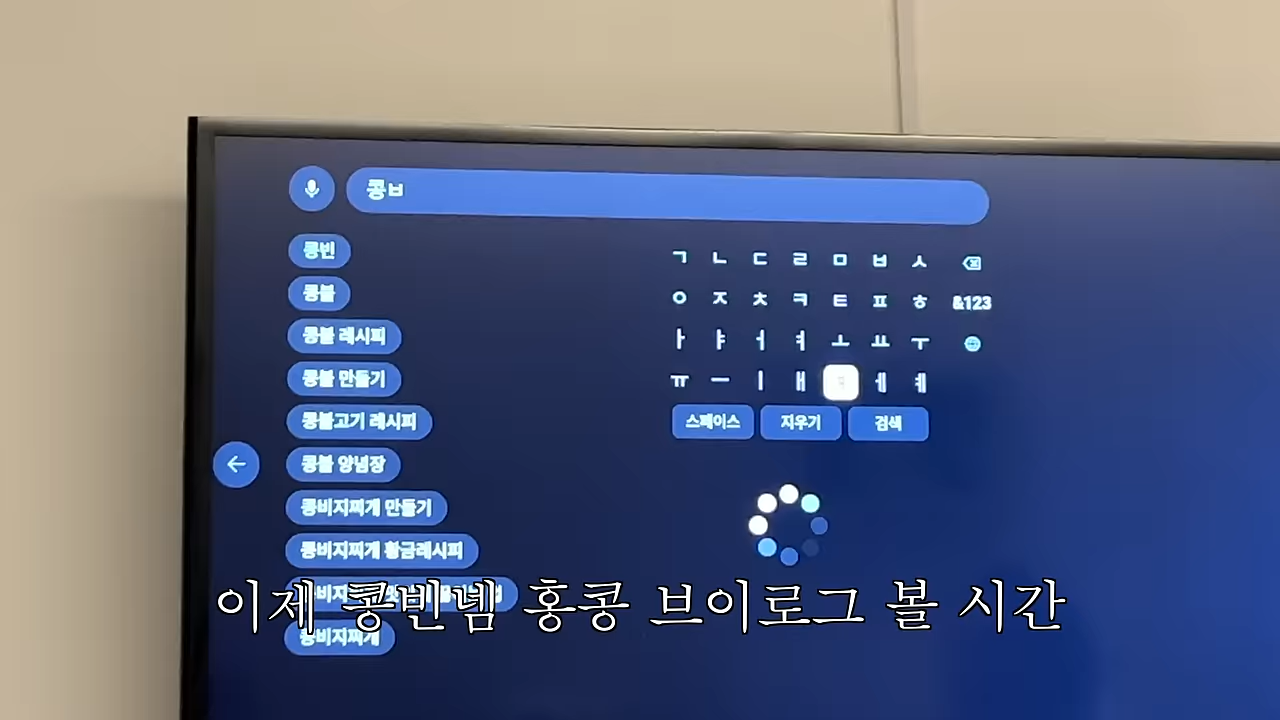 콩ㅂ
콩빈
콩불
콩불 레시피
콩불 만들기
콩불고기 레시피
콩불 양념장
콩비지찌개 만들기
콩비지찌개 황금레시피
콩비지찌개
ㄱ ㄴ ㄷ ㄹ ㅁ ㅂ ㅅ
ㅇ ㅈ ㅊ ㅋ ㅌ ㅍ ㅎ &123
ㅏ ㅑ ㅓ ㅕ ㅗ ㅛ ㅜ
ㅠ ㅡ ㅣ ㅐ ㅔ ㅖ
스페이스 지우기 검색
이제 콩빈넴 홍콩 브이로그 볼 시간